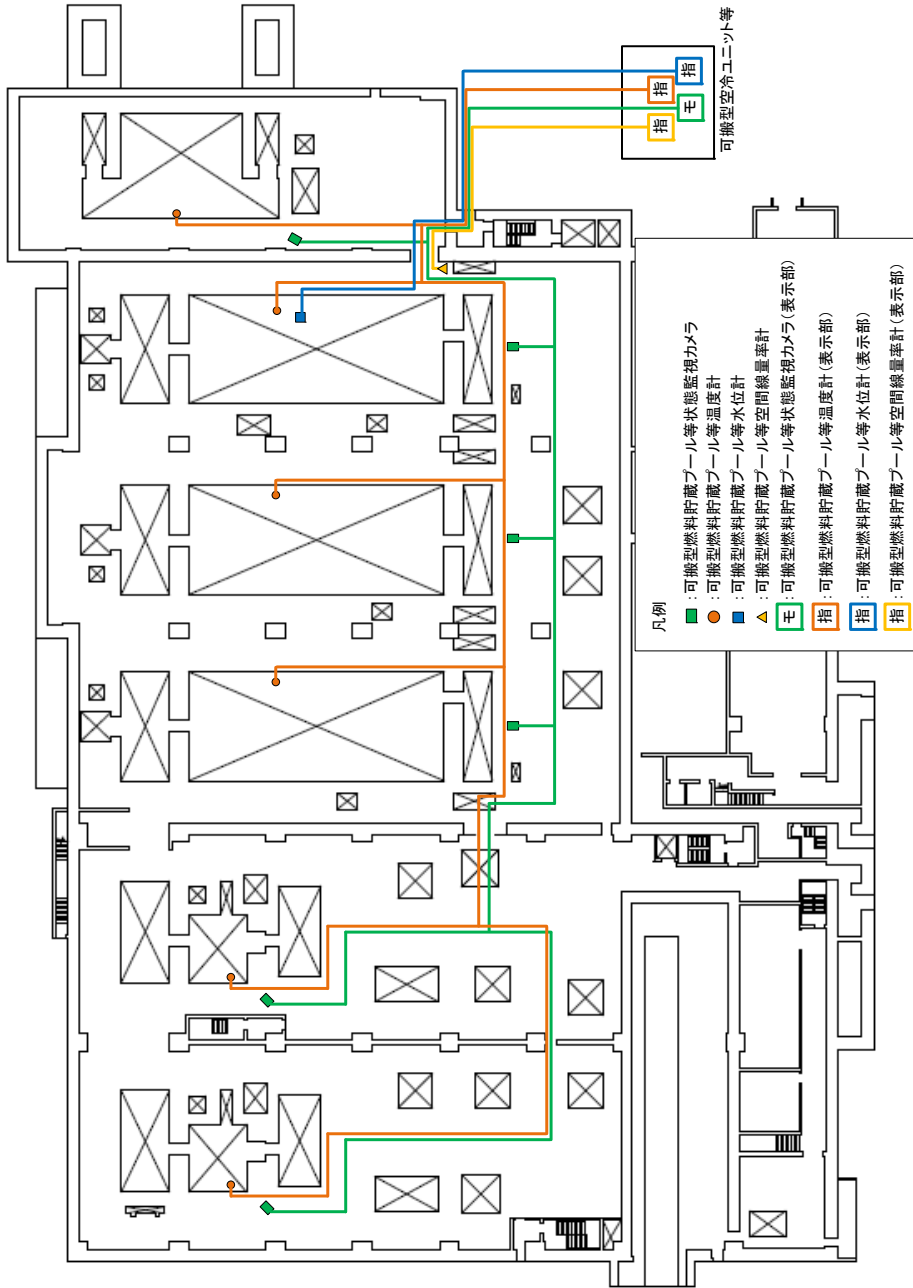 指
指
モ
指
可搬型空冷ユニット等
凡例
：可搬型燃料貯蔵プール等状態監視カメラ
：可搬型燃料貯蔵プール等温度計
：可搬型燃料貯蔵プール等水位計
：可搬型燃料貯蔵プール等空間線量率計
モ：可搬型燃料貯蔵プール等状態監視カメラ（表示部）
指：可搬型燃料貯蔵プール等温度計（表示部）
指：可搬型燃料貯蔵プール等水位計（表示部）
指：可搬型燃料貯蔵プール等空間線量率計（表示部）